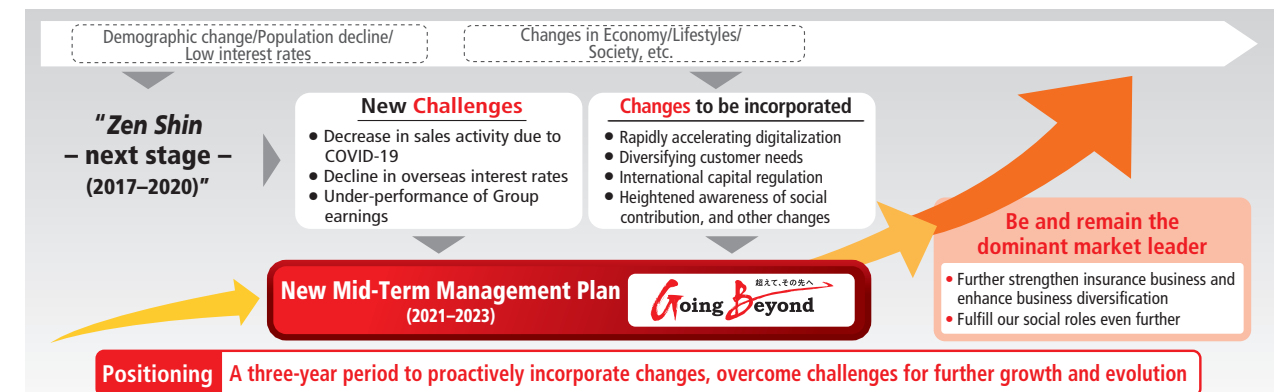 Demographic change/Population decline/
Low interest rates
Changes in Economy/Lifestyles/
Society, etc.
"Zen Shin
– next stage –
(2017–2020)"
New Challenges
● Decrease in sales activity due to
COVID-19
● Decline in overseas interest rates
● Under-performance of Group
earnings
Changes to be incorporated
● Rapidly accelerating digitalization
● Diversifying customer needs
● International capital regulation
● Heightened awareness of social
contribution, and other changes
New Mid-Term Management Plan
(2021–2023)
超えて、その先へ
Going Beyond
Be and remain the
dominant market leader
● Further strengthen insurance business and
enhance business diversification
● Fulfill our social roles even further
Positioning A three-year period to proactively incorporate changes, overcome challenges for further growth and evolution